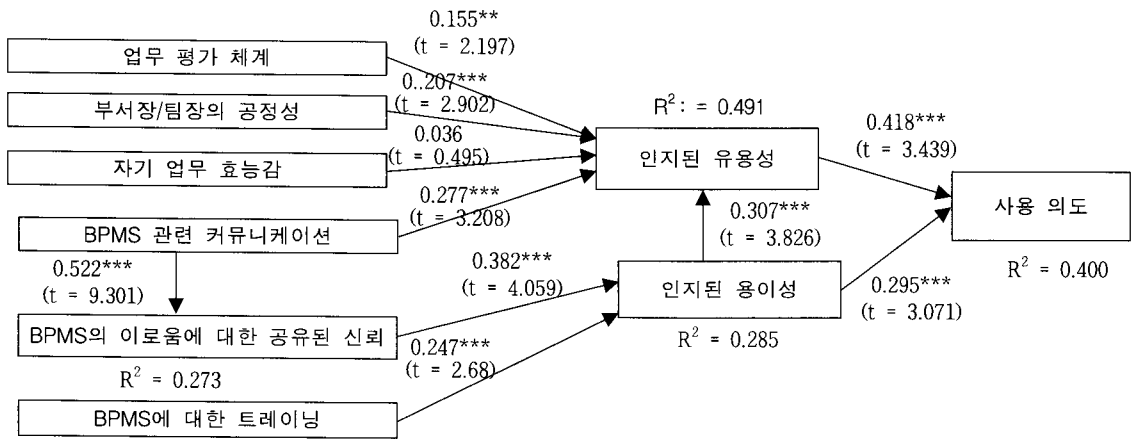 0.155**
(t = 2.197)
업무 평가 체계
0..207***
(t = 2.902)
부서장/팀장의 공정성
0.036
(t = 0.495)
자기 업무 효능감
0.277***
(t = 3.208)
BPMS 관련 커뮤니케이션
0.522***
(t = 9.301)
BPMS의 이로움에 대한 공유된 신뢰
R² = 0.273
BPMS에 대한 트레이닝
0.382***
(t = 4.059)
0.247***
(t = 2.68)
R²: = 0.491
인지된 유용성
0.307***
(t = 3.826)
인지된 용이성
R² = 0.285
0.418***
(t = 3.439)
사용 의도
R² = 0.400
0.295***
(t = 3.071)